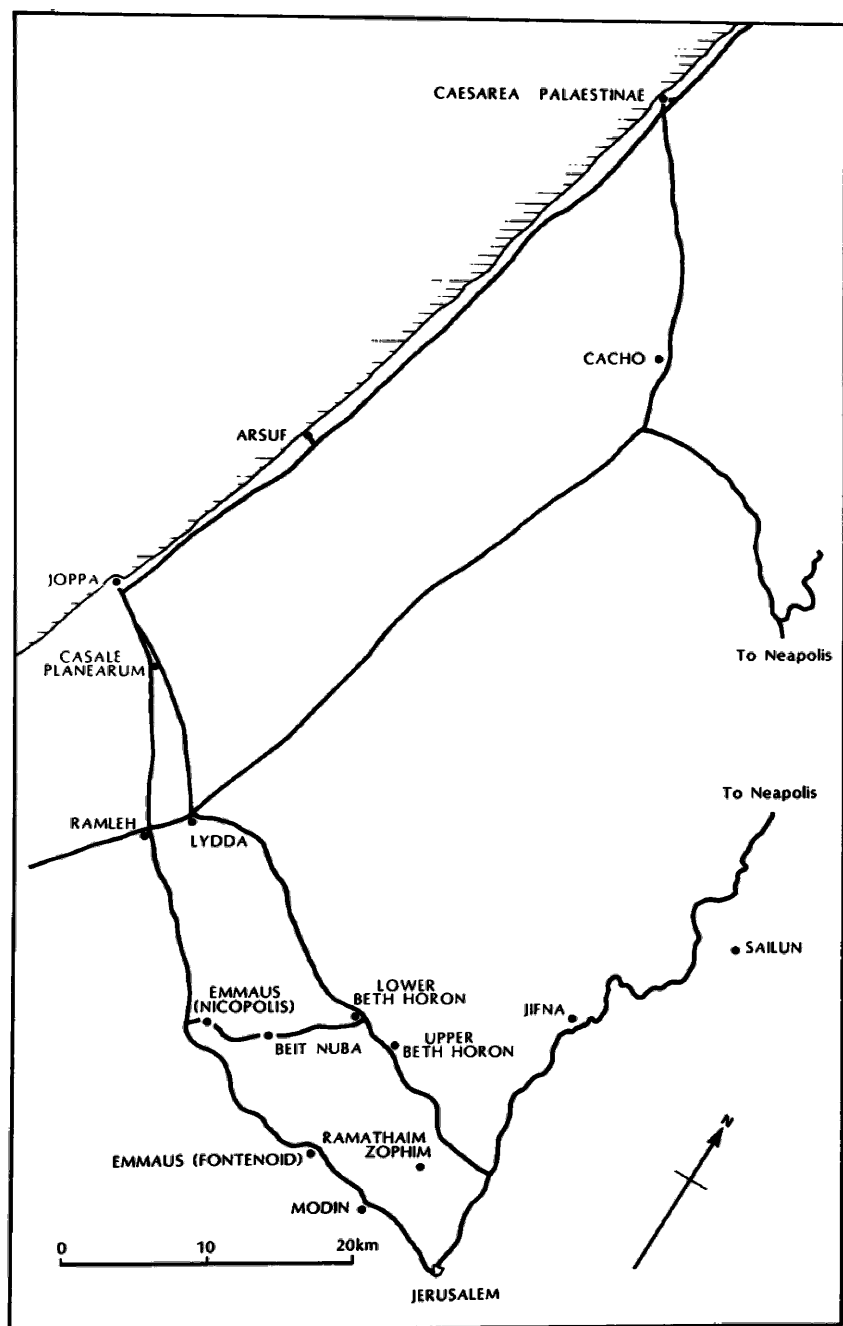 CAESAREA PALAESTINAE
CACHO
ARSUF
JOPPA
CASALE
PLANEARUM
To Neapolis
To Neapolis
RAMLEH
LYDDA
SAILUN
EMMAUS
(NICOPOLIS)
LOWER
BETH HORON
JIFNA
BEIT NUBA
UPPER
BETH HORON
RAMATHAIM
ZOPHIM
EMMAUS (FONTENOID)
MODIN
N
0 10 20km
JERUSALEM